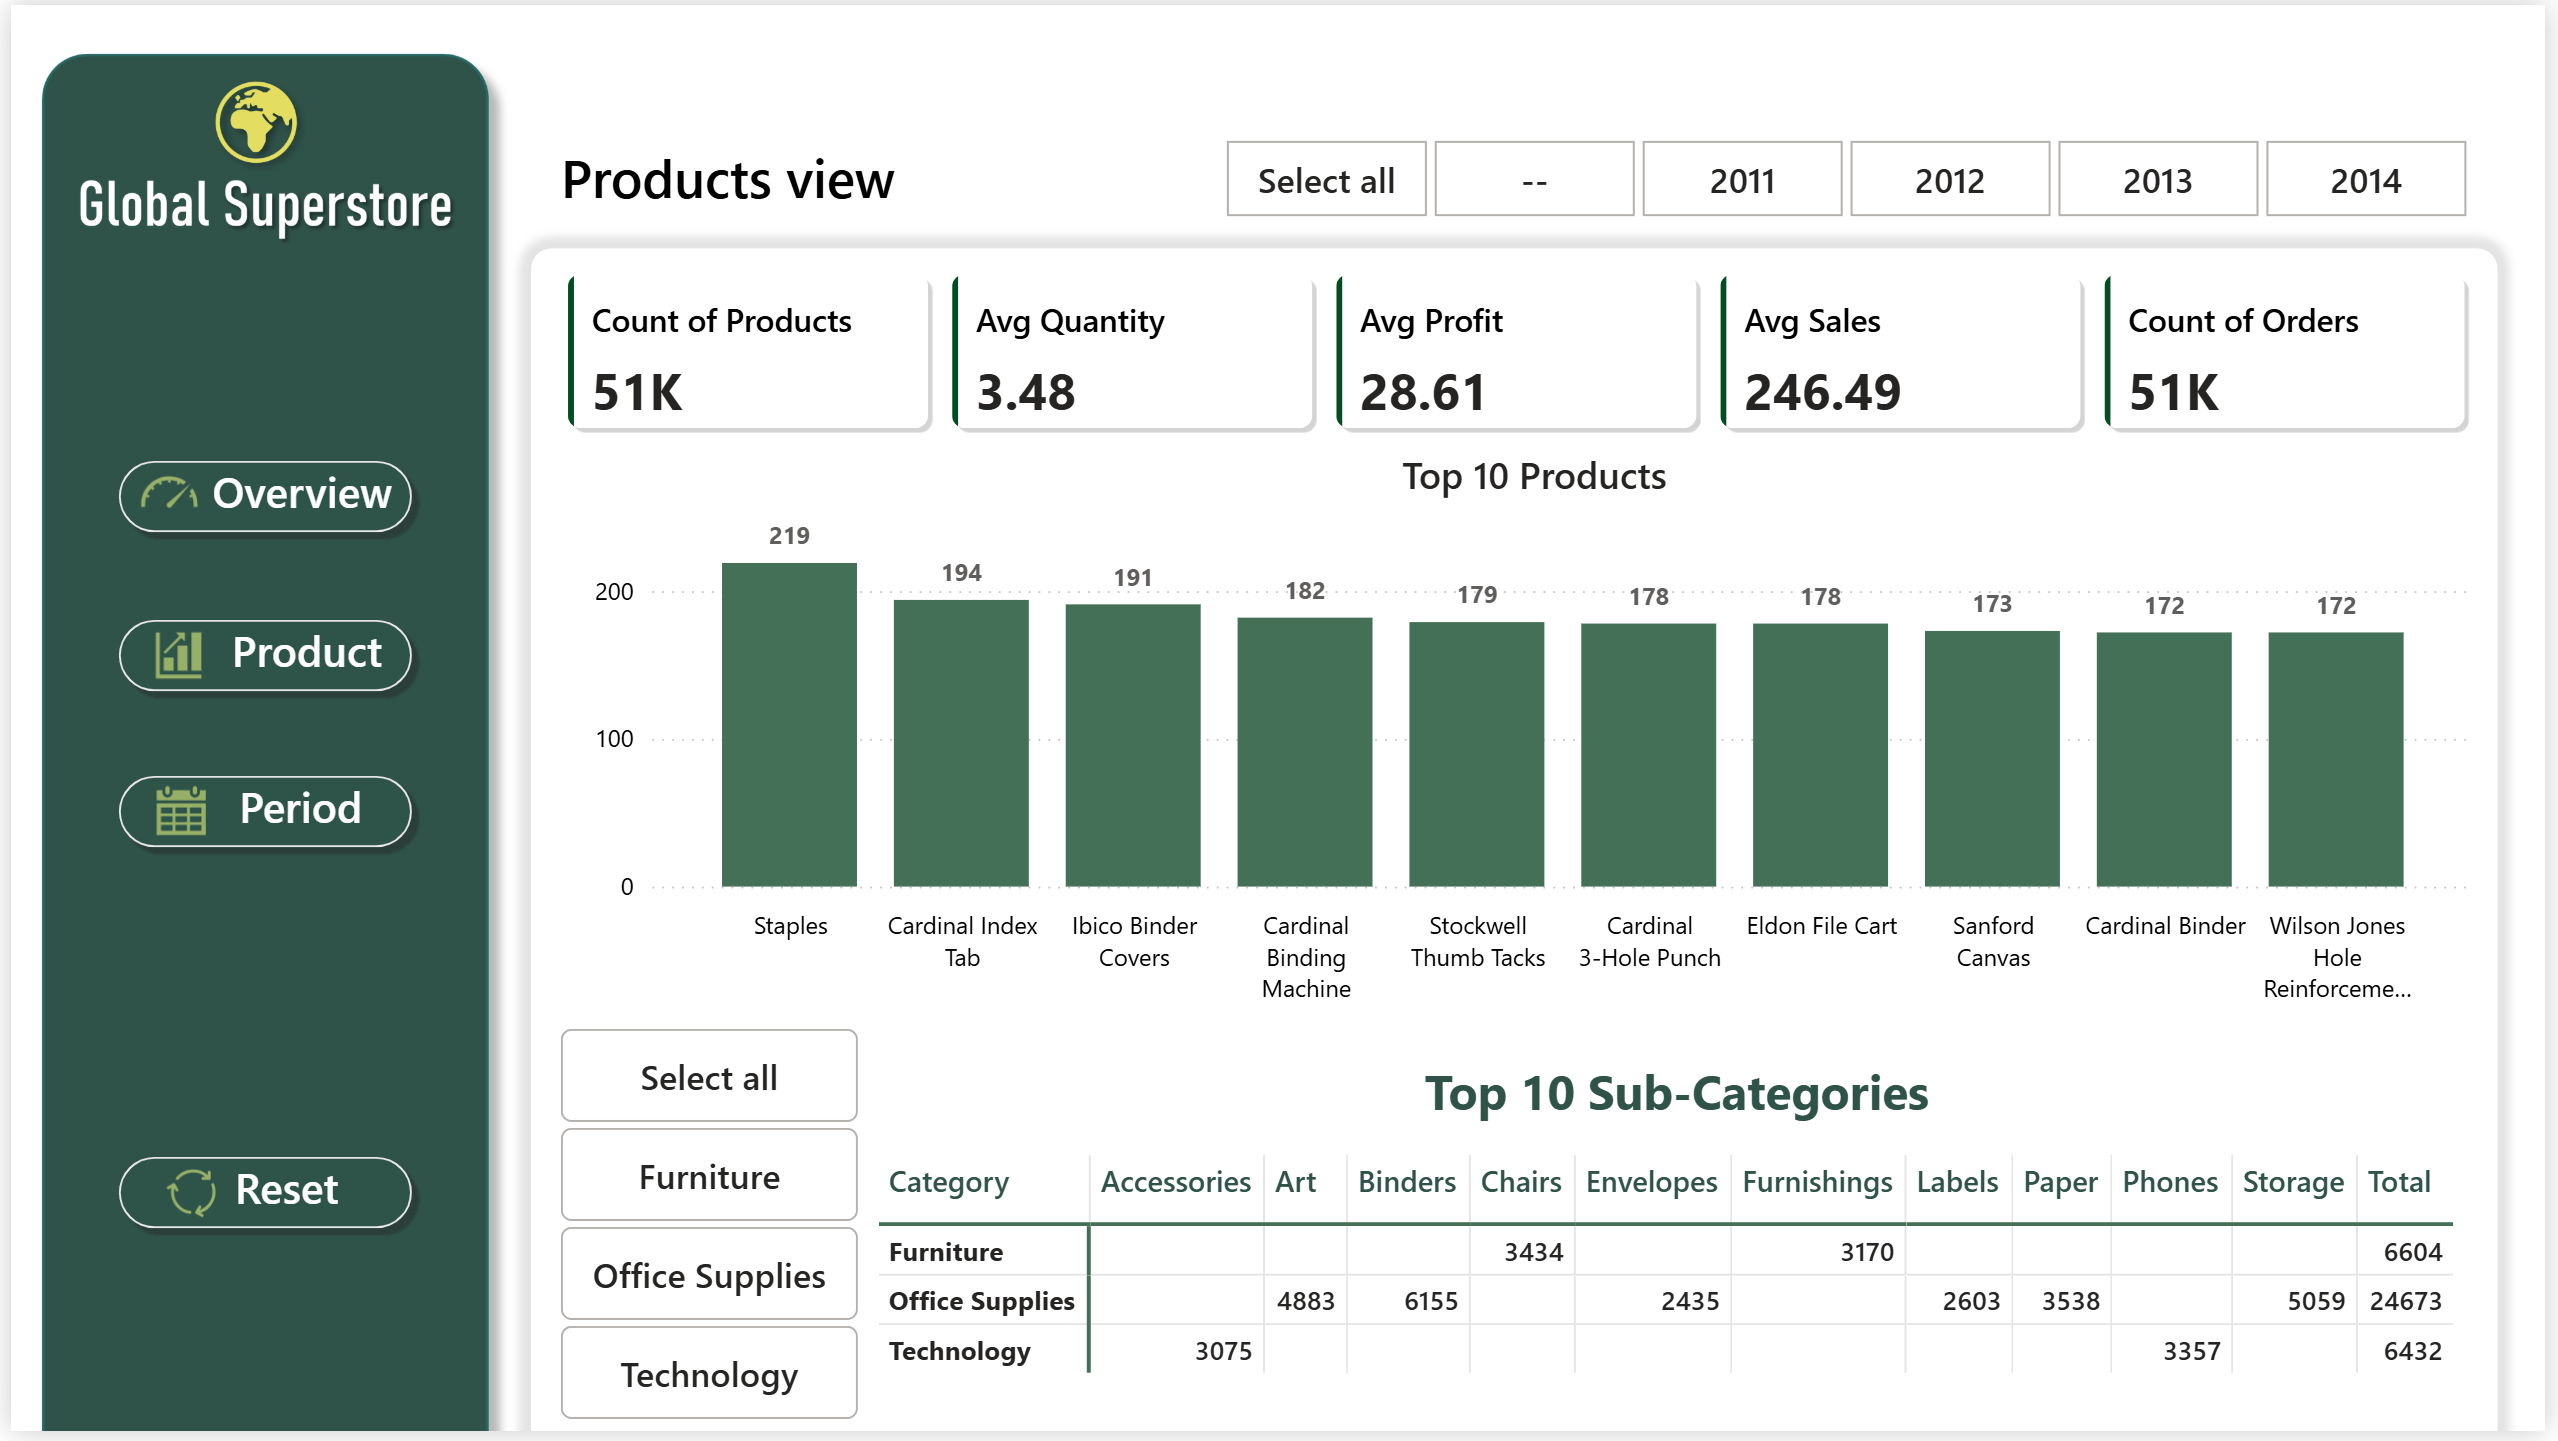 Global Superstore
Overview
Product
Period
Reset
Products view
Select all
--
2011
2012
2013
2014
Count of Products
51K
Avg Quantity
3.48
Avg Profit
28.61
Avg Sales
246.49
Count of Orders
51K
Top 10 Products
200
100
0
219
194
191
182
179
178
178
173
172
172
Staples
Cardinal Index
Tab
Ibico Binder
Covers
Cardinal
Binding
Machine
Stockwell
Thumb Tacks
Cardinal
3-Hole Punch
Eldon File Cart
Sanford
Canvas
Cardinal Binder
Wilson Jones
Hole
Reinforceme...
Select all
Furniture
Office Supplies
Technology
Top 10 Sub-Categories
Category Accessories Art Binders Chairs Envelopes Furnishings Labels Paper Phones Storage Total
Furniture 3434 3170 6604
Office Supplies 4883 6155 2435 2603 3538 5059 24673
Technology 3075 3357 6432